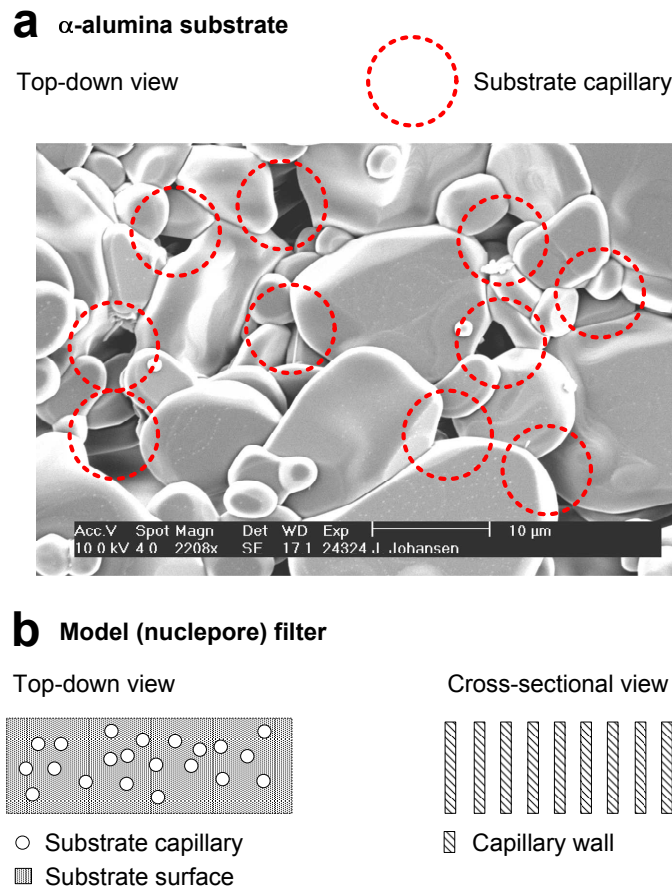 a α-alumina substrate
Top-down view
Substrate capillary
Acc.V Spot Magn Det WD Exp 10 µm
10.0 kV 4.0 2208x SE 17.1 24324 J. Johansen
b Model (nuclepore) filter
Top-down view Cross-sectional view
Substrate capillary Capillary wall
Substrate surface